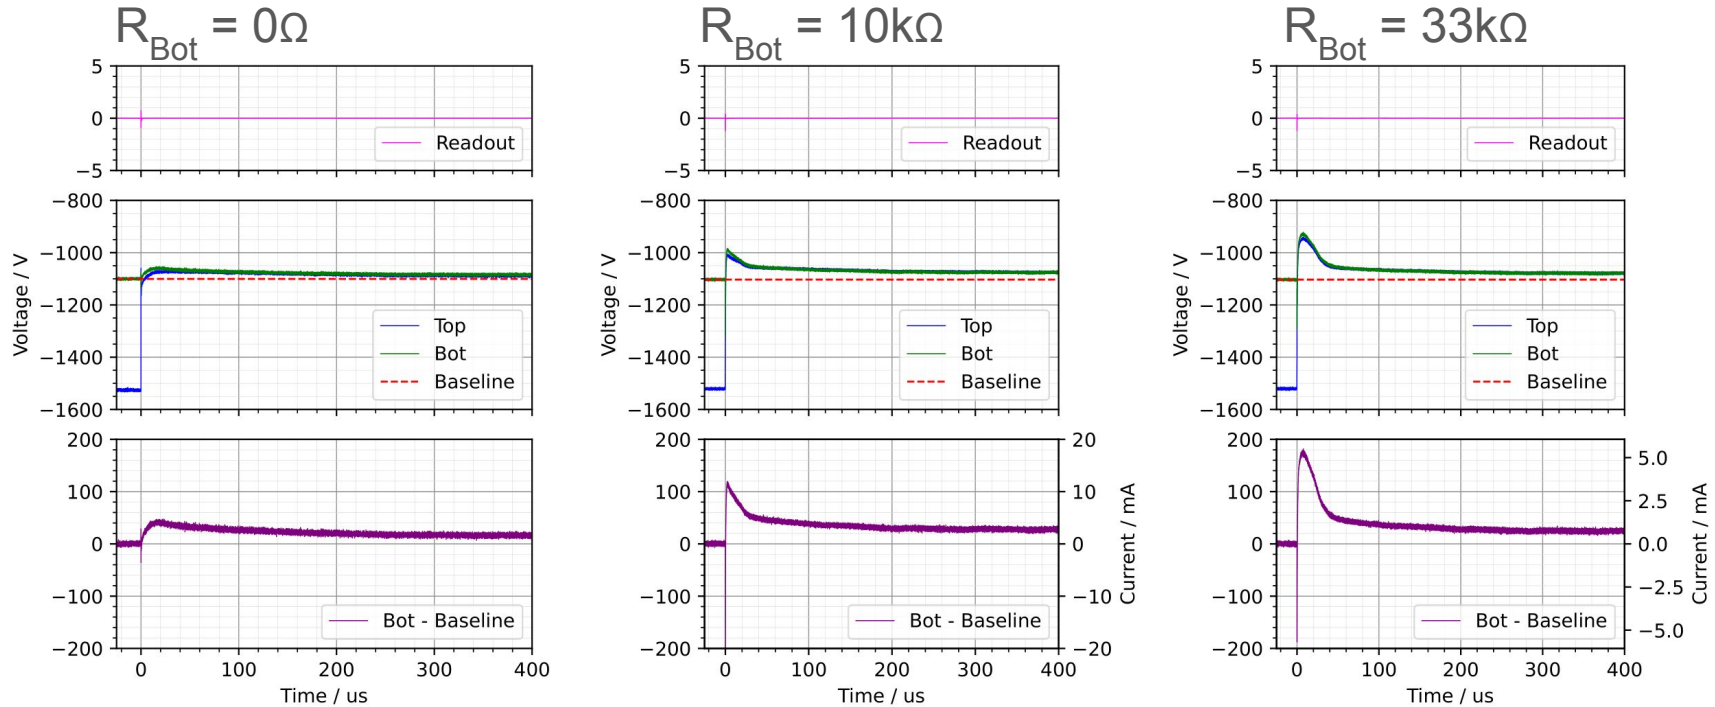 R_Bot = 0Ω
5
0
−5
Readout
Voltage / V
−800
−1000
−1200
−1400
−1600
Top
Bot
Baseline
200
100
0
−100
−200
Bot - Baseline
0 100 200 300 400
Time / us
R_Bot = 10kΩ
5
0
−5
Readout
Voltage / V
−800
−1000
−1200
−1400
−1600
Top
Bot
Baseline
200
100
0
−100
−200
20
10
0
−10
−20
Current / mA
Bot - Baseline
0 100 200 300 400
Time / us
R_Bot = 33kΩ
5
0
−5
Readout
Voltage / V
−800
−1000
−1200
−1400
−1600
Top
Bot
Baseline
200
100
0
−100
−200
5.0
2.5
0.0
−2.5
−5.0
Current / mA
Bot - Baseline
0 100 200 300 400
Time / us